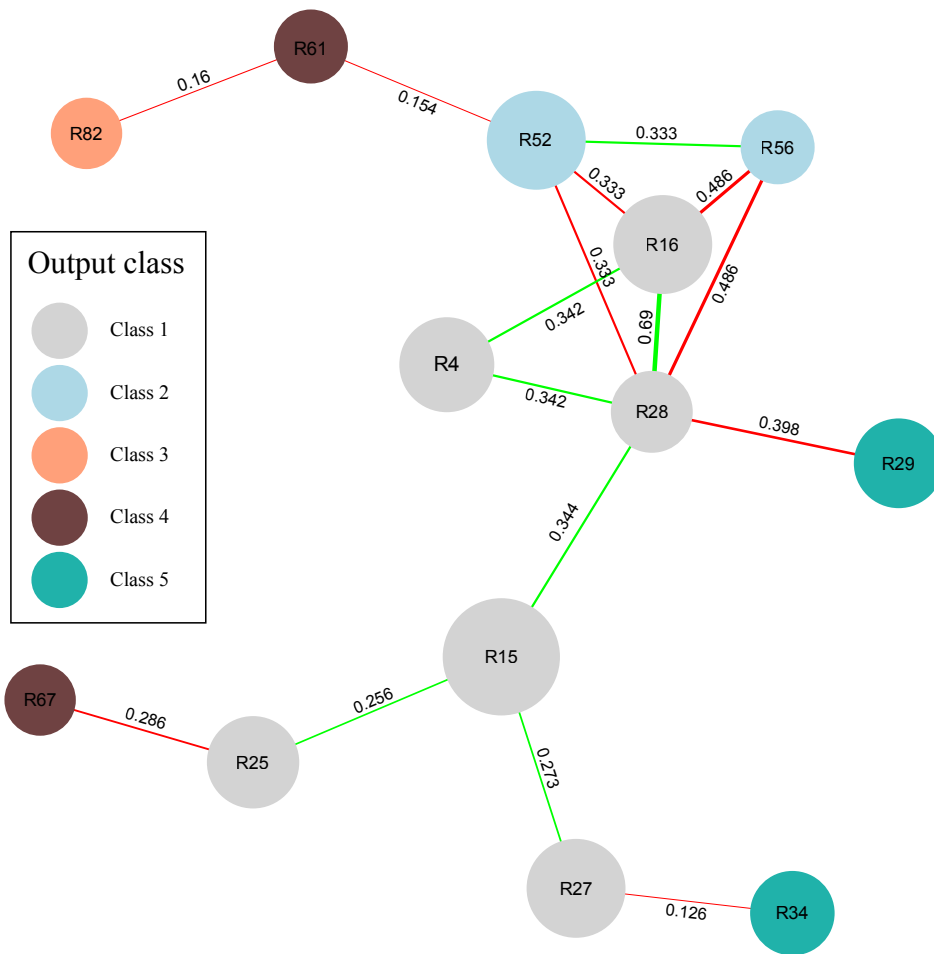 R61
0.16
R82
0.154
R52
0.333
R56
0.333
0.486
R16
0.333
0.486
0.342
0.69
R4
0.342
R28
0.398
R29
Output class
Class 1
Class 2
Class 3
Class 4
Class 5
0.344
R15
R67
0.286
0.256
R25
0.273
R27
0.126
R34